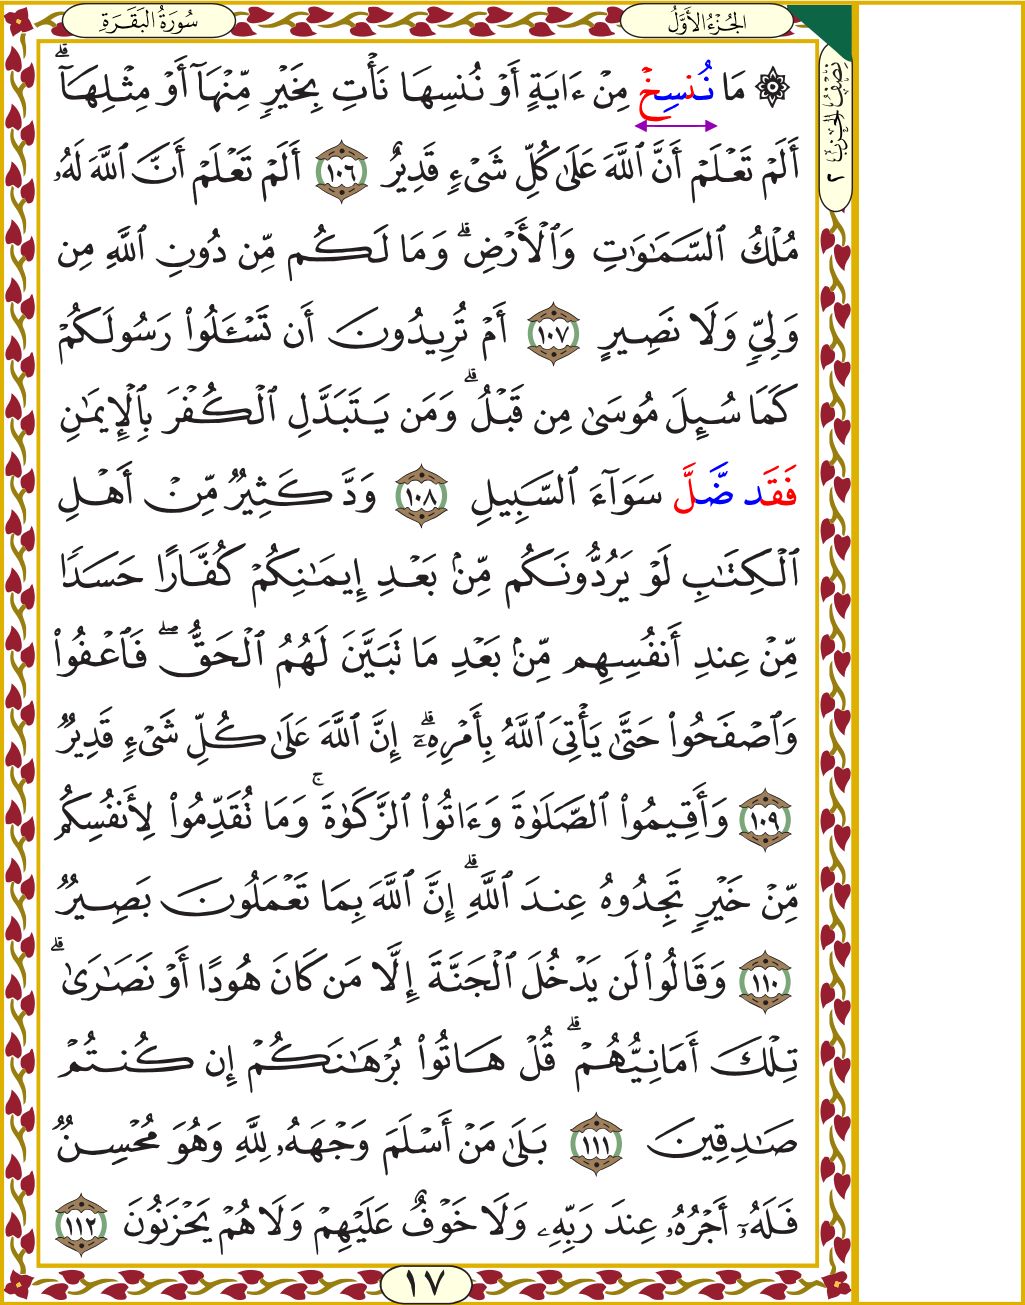 سُورَةُ البَقَرَةِ
الجُزْءُ الأَوَّلُ
نِصْفُ الحِزْبِ ٢
۞ مَا نُنسِخْ مِنْ ءَايَةٍ أَوْ نُنسِهَا نَأْتِ بِخَيْرٍ مِّنْهَآ أَوْ مِثْلِهَآ ۗ
أَلَمْ تَعْلَمْ أَنَّ ٱللَّهَ عَلَىٰ كُلِّ شَىْءٍ قَدِيرٌ ١٠٦ أَلَمْ تَعْلَمْ أَنَّ ٱللَّهَ لَهُۥ
مُلْكُ ٱلسَّمَـٰوَٰتِ وَٱلْأَرْضِ ۗ وَمَا لَكُم مِّن دُونِ ٱللَّهِ مِن
وَلِىٍّ وَلَا نَصِيرٍ ١٠٧ أَمْ تُرِيدُونَ أَن تَسْـَٔلُوا۟ رَسُولَكُمْ
كَمَا سُئِلَ مُوسَىٰ مِن قَبْلُ ۗ وَمَن يَتَبَدَّلِ ٱلْكُفْرَ بِٱلْإِيمَـٰنِ
فَقَد ضَّلَّ سَوَآءَ ٱلسَّبِيلِ ١٠٨ وَدَّ كَثِيرٌ مِّنْ أَهْلِ
ٱلْكِتَـٰبِ لَوْ يَرُدُّونَكُم مِّنۢ بَعْدِ إِيمَـٰنِكُمْ كُفَّارًا حَسَدًا
مِّنْ عِندِ أَنفُسِهِم مِّنۢ بَعْدِ مَا تَبَيَّنَ لَهُمُ ٱلْحَقُّ ۖ فَٱعْفُوا۟
وَٱصْفَحُوا۟ حَتَّىٰ يَأْتِىَ ٱللَّهُ بِأَمْرِهِۦٓ ۗ إِنَّ ٱللَّهَ عَلَىٰ كُلِّ شَىْءٍ قَدِيرٌ
١٠٩ وَأَقِيمُوا۟ ٱلصَّلَوٰةَ وَءَاتُوا۟ ٱلزَّكَوٰةَ ۚ وَمَا تُقَدِّمُوا۟ لِأَنفُسِكُم
مِّنْ خَيْرٍ تَجِدُوهُ عِندَ ٱللَّهِ ۗ إِنَّ ٱللَّهَ بِمَا تَعْمَلُونَ بَصِيرٌ
١١٠ وَقَالُوا۟ لَن يَدْخُلَ ٱلْجَنَّةَ إِلَّا مَن كَانَ هُودًا أَوْ نَصَـٰرَىٰ ۗ
تِلْكَ أَمَانِيُّهُمْ ۗ قُلْ هَاتُوا۟ بُرْهَـٰنَكُمْ إِن كُنتُمْ
صَـٰدِقِينَ ١١١ بَلَىٰ مَنْ أَسْلَمَ وَجْهَهُۥ لِلَّهِ وَهُوَ مُحْسِنٌ
فَلَهُۥٓ أَجْرُهُۥ عِندَ رَبِّهِۦ وَلَا خَوْفٌ عَلَيْهِمْ وَلَا هُمْ يَحْزَنُونَ ١١٢
١٧